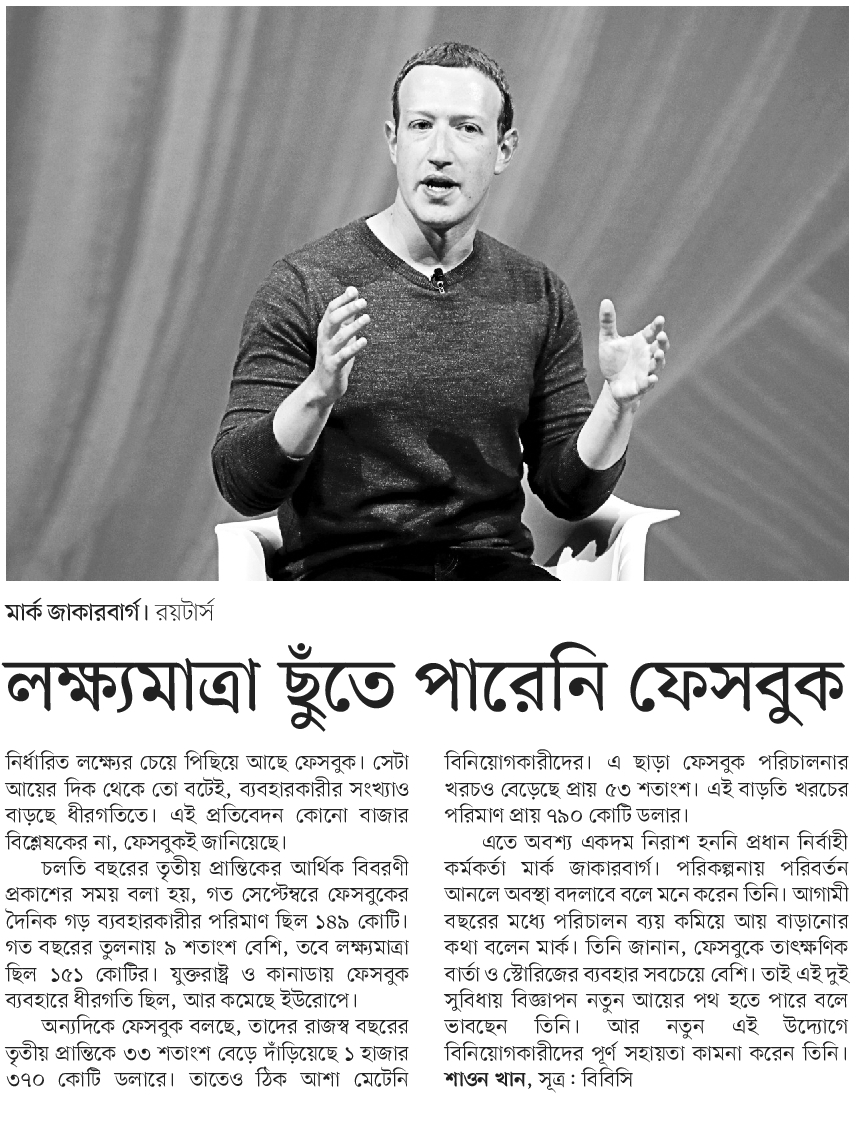 মার্ক জাকারবার্গ। রয়টার্স
লক্ষ্যমাত্রা ছুঁতে পারেনি ফেসবুক
নির্ধারিত লক্ষ্যের চেয়ে পিছিয়ে আছে ফেসবুক। সেটা
আয়ের দিক থেকে তো বটেই, ব্যবহারকারীর সংখ্যাও
বাড়ছে ধীরগতিতে। এই প্রতিবেদন কোনো বাজার
বিশ্লেষকের না, ফেসবুকই জানিয়েছে।
চলতি বছরের তৃতীয় প্রান্তিকের আর্থিক বিবরণী
প্রকাশের সময় বলা হয়, গত সেপ্টেম্বরে ফেসবুকের
দৈনিক গড় ব্যবহারকারীর পরিমাণ ছিল ১৪৯ কোটি।
গত বছরের তুলনায় ৯ শতাংশ বেশি, তবে লক্ষ্যমাত্রা
ছিল ১৫১ কোটির। যুক্তরাষ্ট্র ও কানাডায় ফেসবুক
ব্যবহারে ধীরগতি ছিল, আর কমেছে ইউরোপে।
অন্যদিকে ফেসবুক বলছে, তাদের রাজস্ব বছরের
তৃতীয় প্রান্তিকে ৩৩ শতাংশ বেড়ে দাঁড়িয়েছে ১ হাজার
৩৭০ কোটি ডলারে। তাতেও ঠিক আশা মেটেনি
বিনিয়োগকারীদের। এ ছাড়া ফেসবুক পরিচালনার
খরচও বেড়েছে প্রায় ৫৩ শতাংশ। এই বাড়তি খরচের
পরিমাণ প্রায় ৭৯০ কোটি ডলার।
এতে অবশ্য একদম নিরাশ হননি প্রধান নির্বাহী
কর্মকর্তা মার্ক জাকারবার্গ। পরিকল্পনায় পরিবর্তন
আনলে অবস্থা বদলাবে বলে মনে করেন তিনি। আগামী
বছরের মধ্যে পরিচালন ব্যয় কমিয়ে আয় বাড়ানোর
কথা বলেন মার্ক। তিনি জানান, ফেসবুকে তাৎক্ষণিক
বার্তা ও স্টোরিজের ব্যবহার সবচেয়ে বেশি। তাই এই দুই
সুবিধায় বিজ্ঞাপন নতুন আয়ের পথ হতে পারে বলে
ভাবছেন তিনি। আর নতুন এই উদ্যোগে
বিনিয়োগকারীদের পূর্ণ সহায়তা কামনা করেন তিনি।
শাওন খান, সূত্র : বিবিসি